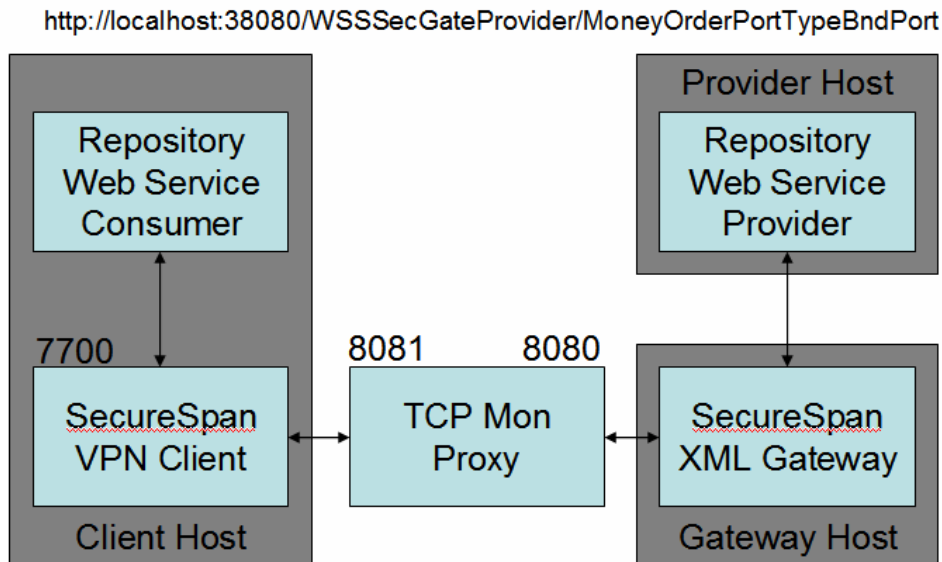 http://localhost:38080/WSSSecGateProvider/MoneyOrderPortTypeBndPort
Provider Host
Repository
Web Service
Consumer
Repository
Web Service
Provider
7700
8081
8080
SecureSpan
VPN Client
TCP Mon
Proxy
SecureSpan
XML Gateway
Client Host
Gateway Host